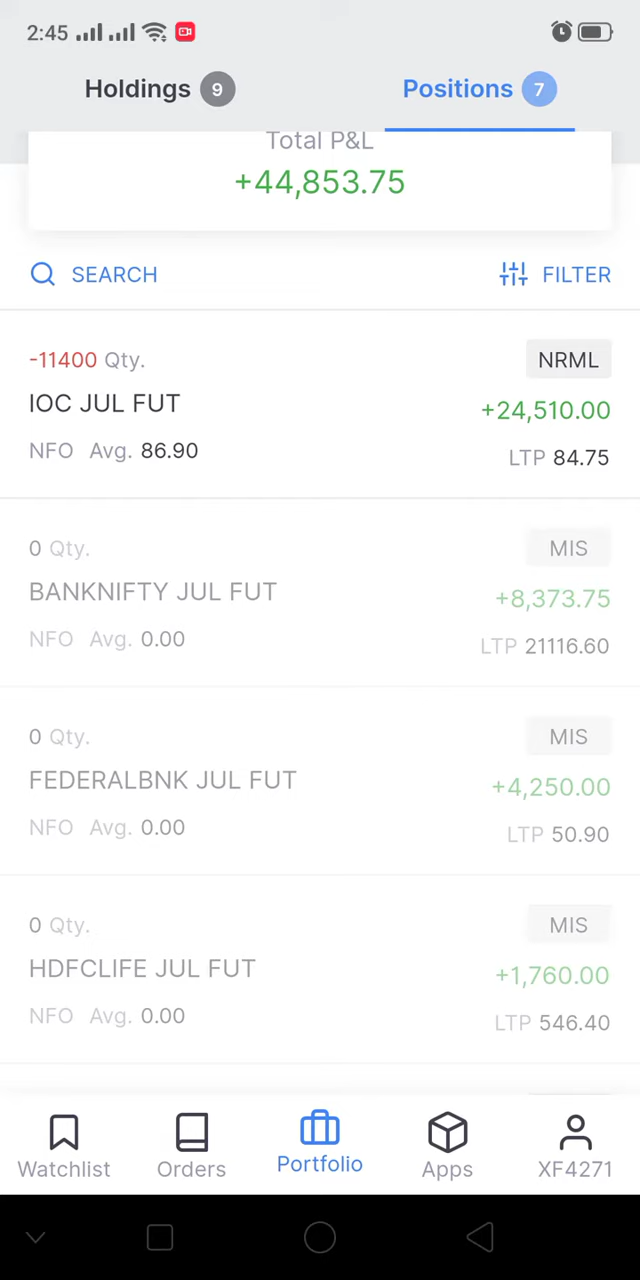 2:45
Holdings 9 Positions 7
Total P&L
+44,853.75
SEARCH FILTER
-11400 Qty. NRML
IOC JUL FUT +24,510.00
NFO Avg. 86.90 LTP 84.75
0 Qty. MIS
BANKNIFTY JUL FUT +8,373.75
NFO Avg. 0.00 LTP 21116.60
0 Qty. MIS
FEDERALBNK JUL FUT +4,250.00
NFO Avg. 0.00 LTP 50.90
0 Qty. MIS
HDFCLIFE JUL FUT +1,760.00
NFO Avg. 0.00 LTP 546.40
Watchlist Orders Portfolio Apps XF4271